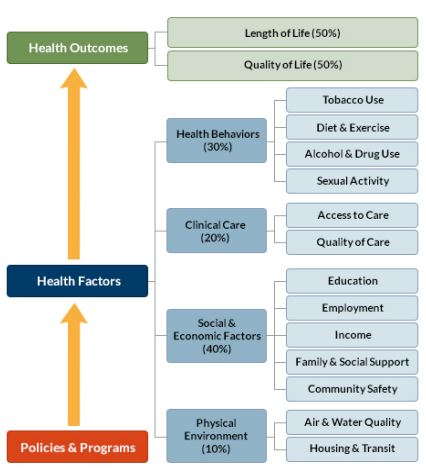 Health Outcomes
Length of Life (50%)
Quality of Life (50%)
Health Factors
Health Behaviors
(30%)
Tobacco Use
Diet & Exercise
Alcohol & Drug Use
Sexual Activity
Clinical Care
(20%)
Access to Care
Quality of Care
Social &
Economic Factors
(40%)
Education
Employment
Income
Family & Social Support
Community Safety
Physical
Environment
(10%)
Air & Water Quality
Housing & Transit
Policies & Programs